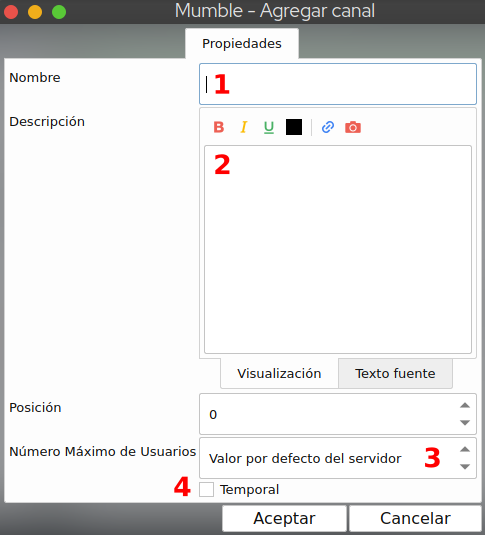 Mumble - Agregar canal
Propiedades
Nombre
1
Descripción
B I U
2
Visualización
Texto fuente
Posición
0
Número Máximo de Usuarios
Valor por defecto del servidor
3
4
Temporal
Aceptar
Cancelar